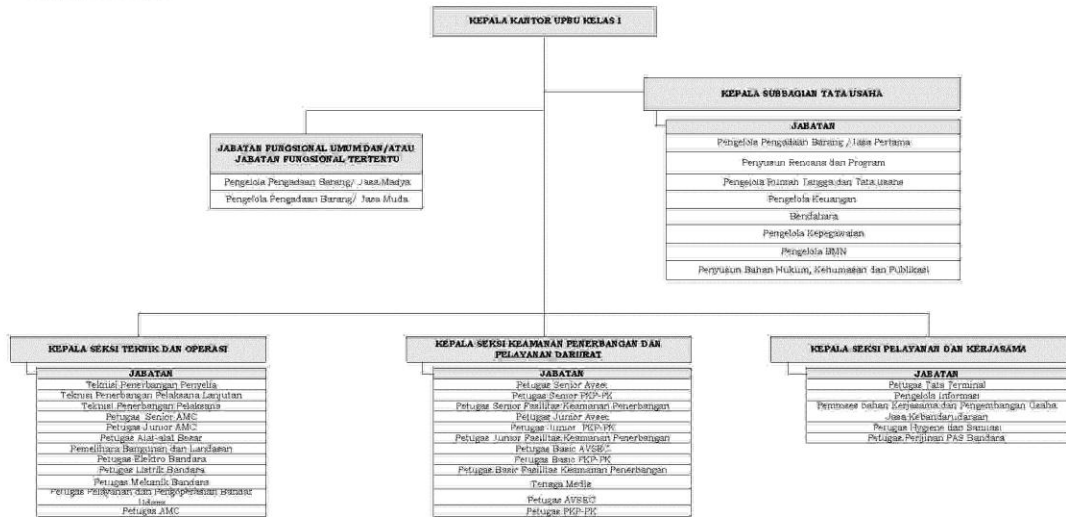 KEPALA KANTOR UPBU KELAS I
KEPALA SUBBAGIAN TATA USAHA
JABATAN
Pengelola Pengadaan Barang /Jasa Pertama
Penyusun Rencana dan Program
Pengelola Rumah Tangga dan Tata usaha
Pengelola Keuangan
Bendahara
Pengelola Kepegawaian
Pengelola BMN
Penyusun Bahan Hukum, Kehumasan dan Publikasi
JABATAN FUNGSIONAL UMUM DAN/ATAU
JABATAN FUNGSIONAL TERTENTU
Pengelola Pengadaan Barang/ Jasa Madya
Pengelola Pengadaan Barang/ Jasa Muda
KEPALA SEKSI TEKNIK DAN OPERASI
JABATAN
Teknisi Penerbangan Penyelia
Teknisi Penerbangan Pelaksana Lanjutan
Teknisi Penerbangan Pelaksana
Petugas Senior AMC
Petugas Junior AMC
Petugas Alat-alat Besar
Pemelihara Bangunan dan Landasan
Petugas Elektro Bandara
Petugas Listrik Bandara
Petugas Mekanik Bandara
Petugas Pelayanan dan Pengoperasian Bandar
Udara
Petugas AMC
KEPALA SEKSI KEAMANAN PENERBANGAN DAN
PELAYANAN DARURAT
JABATAN
Petugas Senior Avsec
Petugas Senior PKP-PK
Petugas Senior Fasilitas Keamanan Penerbangan
Petugas Junior Avsec
Petugas Junior PKP-PK
Petugas Junior Fasilitas Keamanan Penerbangan
Petugas Basic AVSEC
Petugas Basic PKP-PK
Petugas Basic Fasilitas Keamanan Penerbangan
Tenaga Medis
Petugas AVSEC
Petugas PKP-PK
KEPALA SEKSI PELAYANAN DAN KERJASAMA
JABATAN
Petugas Tata Terminal
Pengelola Informasi
Pemroses bahan Kerjasama dan Pengembangan Usaha
Jasa Kebandarudaraan
Petugas Hygiene dan Sanitasi
Petugas Perijinan PAS Bandara